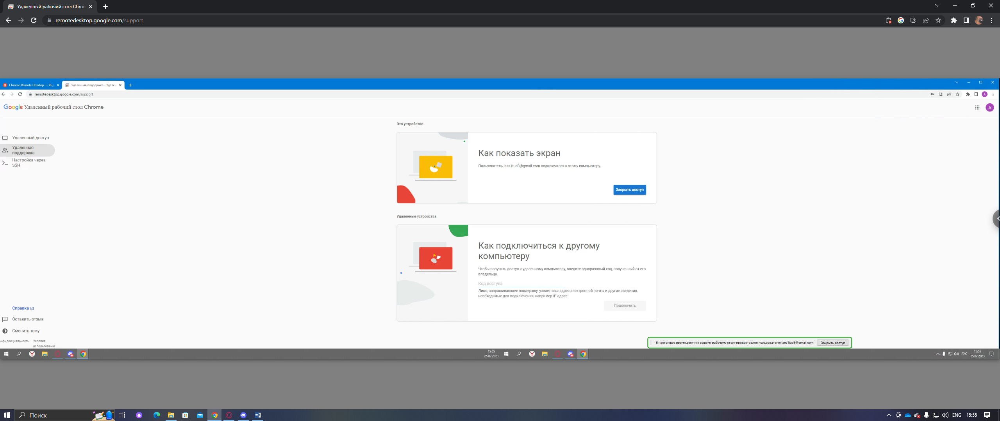 Удаленный рабочий стол Chrom
remotedesktop.google.com/support
Chrome Remote Desktop — Янд
Удаленная поддержка - Удален
remotedesktop.google.com/support
A
Google Удаленный рабочий стол Chrome
A
Это устройство
Удаленный доступ
Удаленная
поддержка
Настройка через
SSH
Как показать экран
Пользователь lass1tud3@gmail.com подключился к этому компьютеру.
Закрыть доступ
Удаленные устройства
Как подключиться к другому
компьютеру
Чтобы получить доступ к удаленному компьютеру, введите одноразовый код, полученный от его
владельца.
Код доступа
Лицо, запрашивающее поддержку, узнает ваш адрес электронной почты и другие сведения,
необходимые для подключения, например IP-адрес.
Подключить
Справка
Оставить отзыв
Сменить тему
нфиденциальность · Условия
использования
В настоящее время доступ к вашему рабочему столу предоставлен пользователю lass1tud3@gmail.com Закрыть доступ
15:55
25.02.2023
РУС
15:55
25.02.2023
Поиск
ENG 15:55